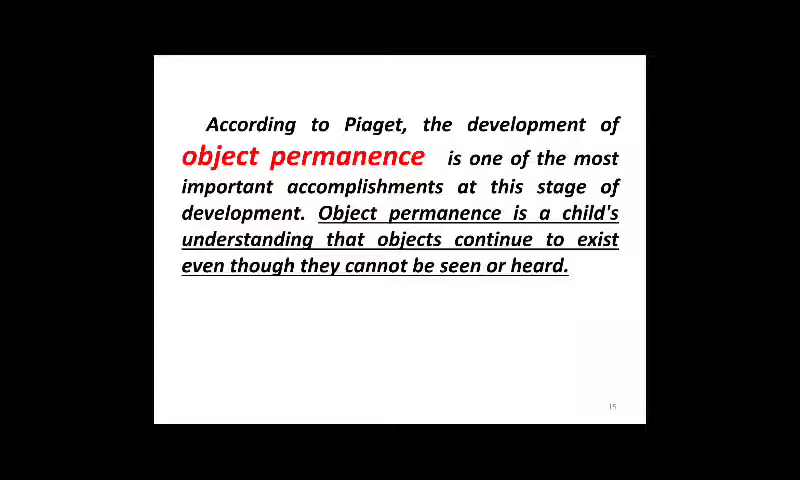 According to Piaget, the development of
object permanence is one of the most
important accomplishments at this stage of
development. Object permanence is a child's
understanding that objects continue to exist
even though they cannot be seen or heard.
15